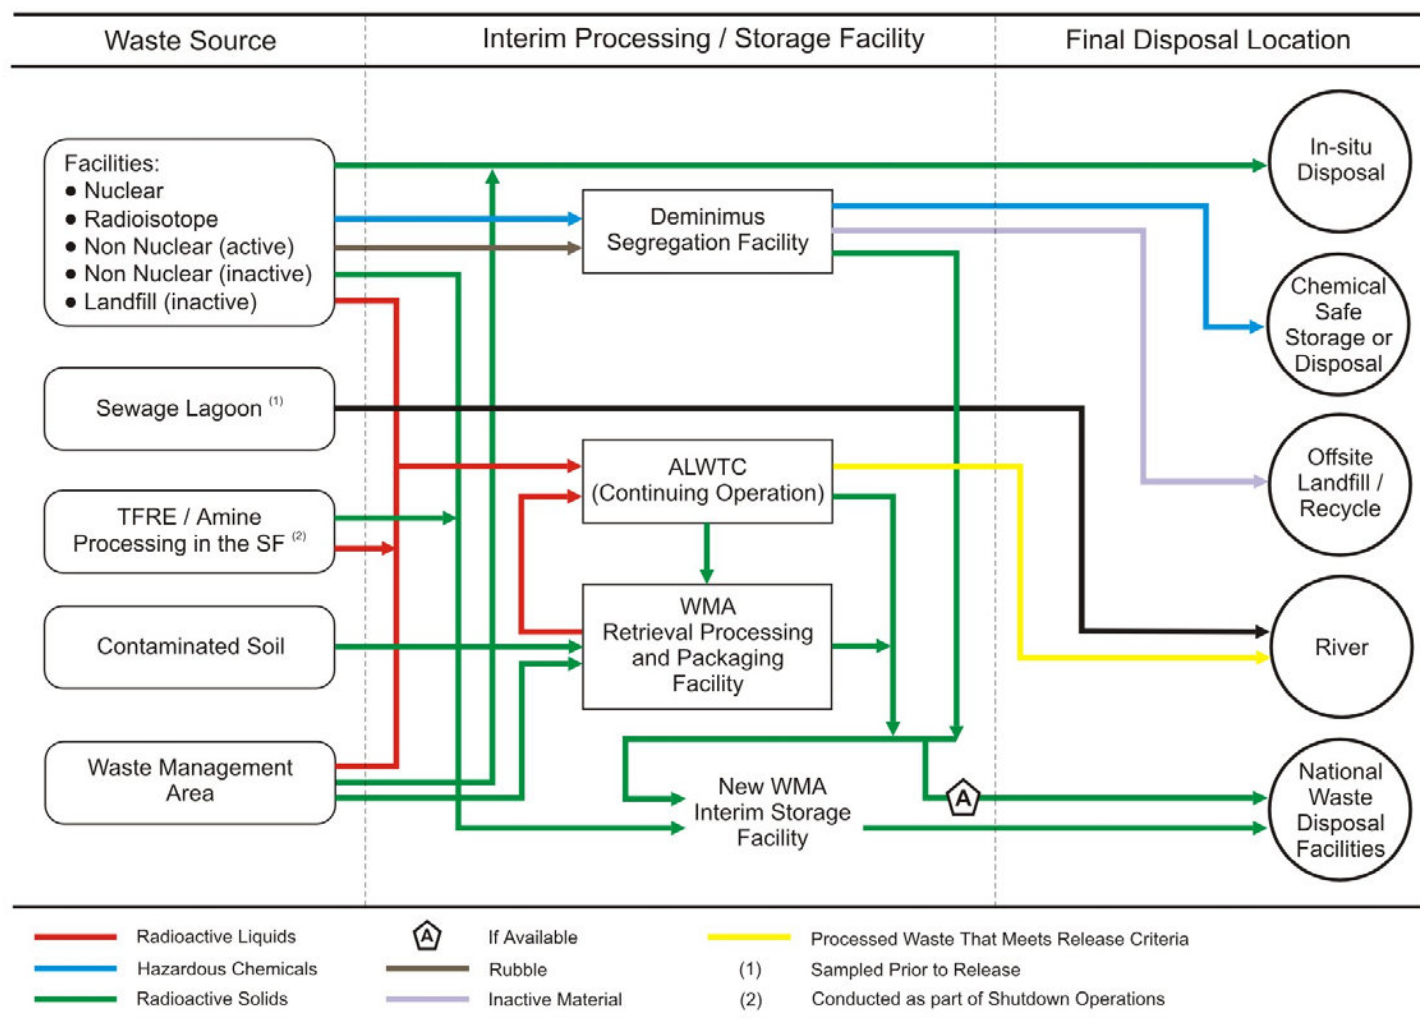 Waste Source
Interim Processing / Storage Facility
Final Disposal Location
Facilities:
● Nuclear
● Radioisotope
● Non Nuclear (active)
● Non Nuclear (inactive)
● Landfill (inactive)
Sewage Lagoon (1)
TFRE / Amine
Processing in the SF (2)
Contaminated Soil
Waste Management
Area
Deminimus
Segregation Facility
ALWTC
(Continuing Operation)
WMA
Retrieval Processing
and Packaging
Facility
New WMA
Interim Storage
Facility
A
In-situ
Disposal
Chemical
Safe
Storage or
Disposal
Offsite
Landfill /
Recycle
River
National
Waste
Disposal
Facilities
Radioactive Liquids
Hazardous Chemicals
Radioactive Solids
A If Available
Rubble
Inactive Material
Processed Waste That Meets Release Criteria
(1) Sampled Prior to Release
(2) Conducted as part of Shutdown Operations